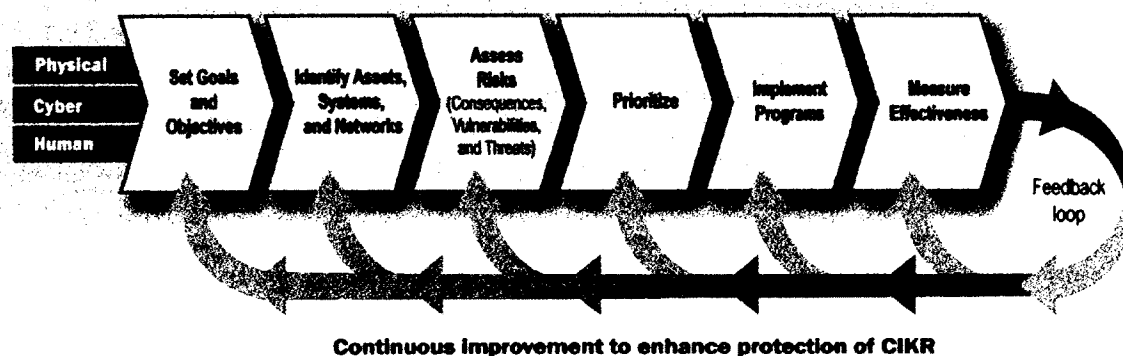 Physical
Cyber
Human
Set Goals
and
Objectives
Identify Assets,
Systems,
and Networks
Assess
Risks
(Consequences,
Vulnerabilities,
and Threats)
Prioritize
Implement
Programs
Measure
Effectiveness
Feedback
loop
Continuous improvement to enhance protection of CIKR